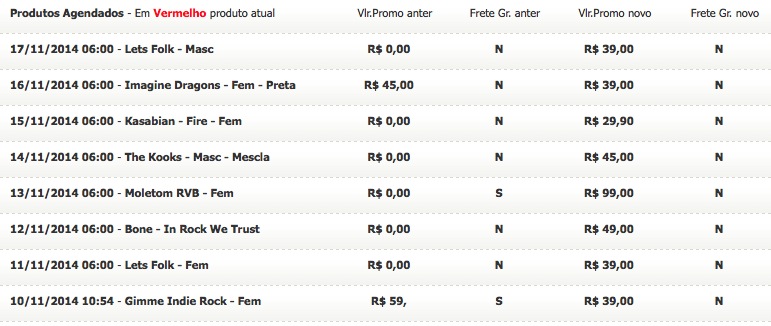 Produtos Agendados - Em Vermelho produto atual Vlr.Promo anter Frete Gr. anter Vlr.Promo novo Frete Gr. novo
17/11/2014 06:00 - Lets Folk - Masc R$ 0,00 N R$ 39,00 N
16/11/2014 06:00 - Imagine Dragons - Fem - Preta R$ 45,00 N R$ 39,00 N
15/11/2014 06:00 - Kasabian - Fire - Fem R$ 0,00 N R$ 29,90 N
14/11/2014 06:00 - The Kooks - Masc - Mescla R$ 0,00 N R$ 45,00 N
13/11/2014 06:00 - Moletom RVB - Fem R$ 0,00 S R$ 99,00 N
12/11/2014 06:00 - Bone - In Rock We Trust R$ 0,00 N R$ 49,00 N
11/11/2014 06:00 - Lets Folk - Fem R$ 0,00 N R$ 39,00 N
10/11/2014 10:54 - Gimme Indie Rock - Fem R$ 59, S R$ 39,00 N